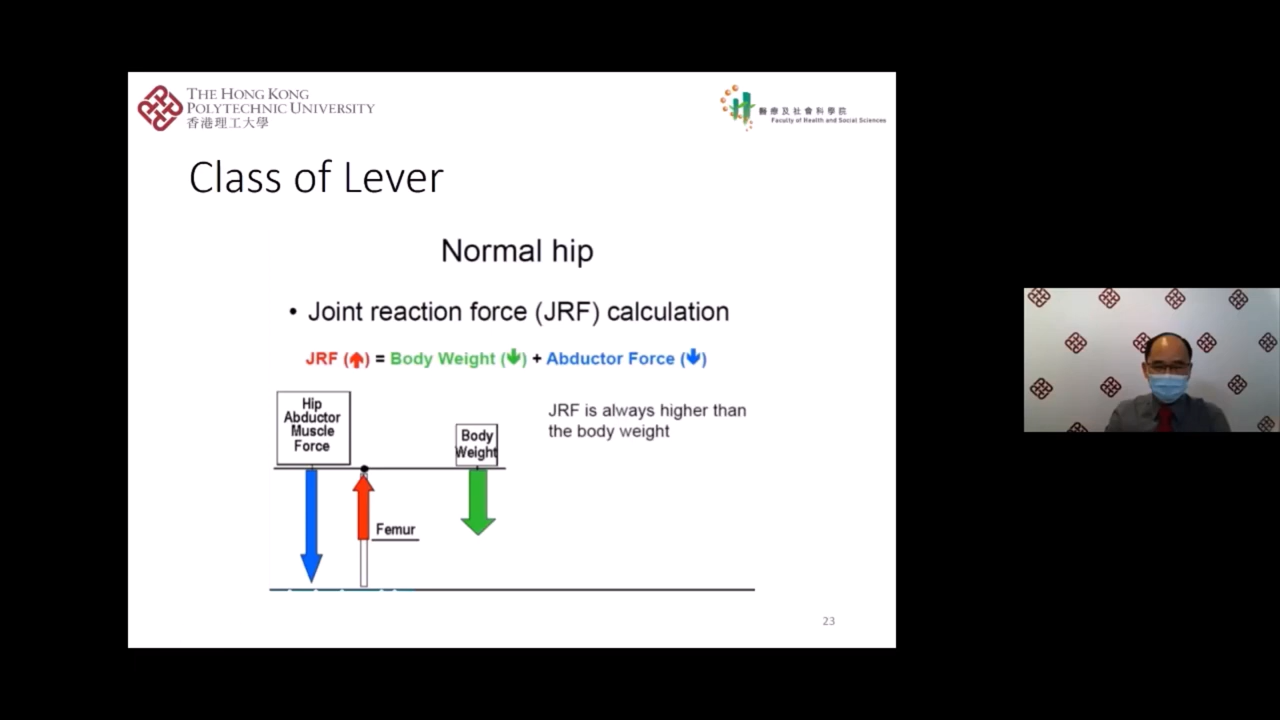 THE HONG KONG
POLYTECHNIC UNIVERSITY
香港理工大學
醫療及社會科學院
Faculty of Health and Social Sciences
Class of Lever
Normal hip
• Joint reaction force (JRF) calculation
JRF (↑) = Body Weight (↓) + Abductor Force (↓)
Hip
Abductor
Muscle
Force
Body
Weight
JRF is always higher than
the body weight
Femur
23